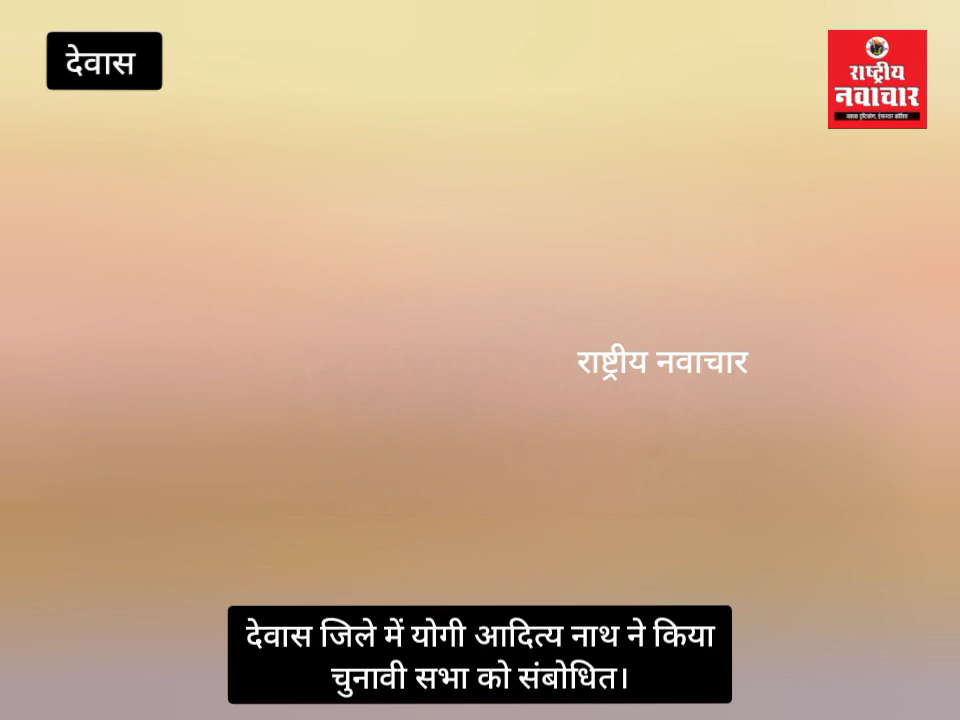 देवास
राष्ट्रीय
नवाचार
राष्ट्रीय नवाचार
देवास जिले में योगी आदित्य नाथ ने किया
चुनावी सभा को संबोधित।